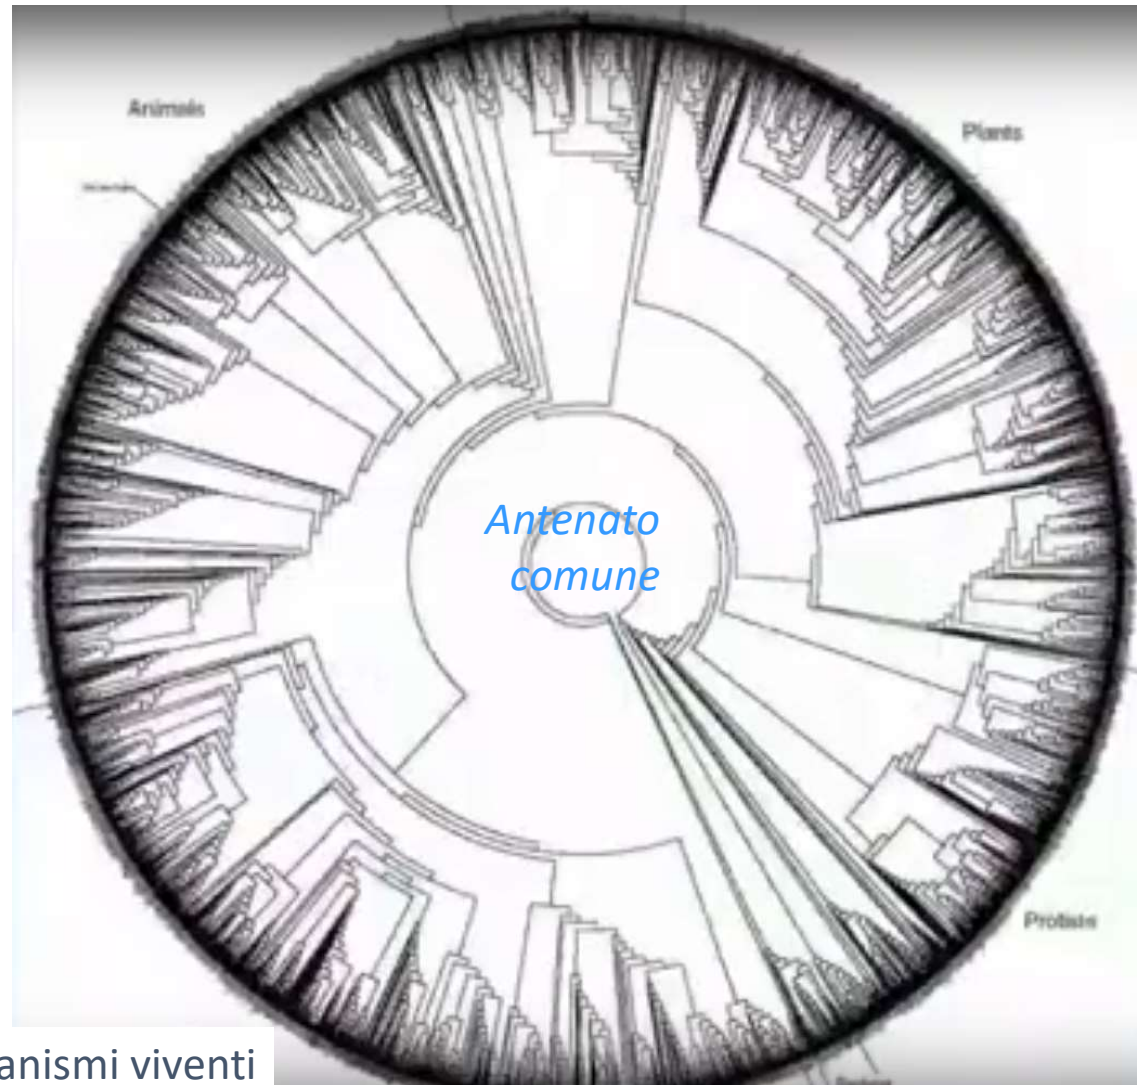 Animals
Plants
Antenato
comune
Protists
anismi viventi